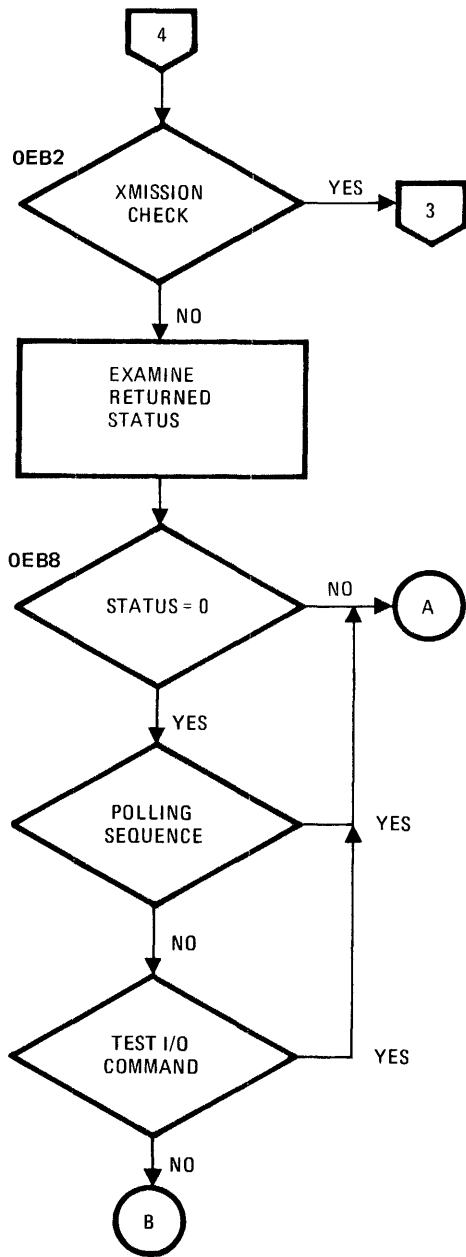 4
0EB2
XMISSION
CHECK
YES
3
NO
EXAMINE
RETURNED
STATUS
0EB8
STATUS = 0
NO
A
YES
POLLING
SEQUENCE
YES
NO
TEST I/O
COMMAND
YES
NO
B